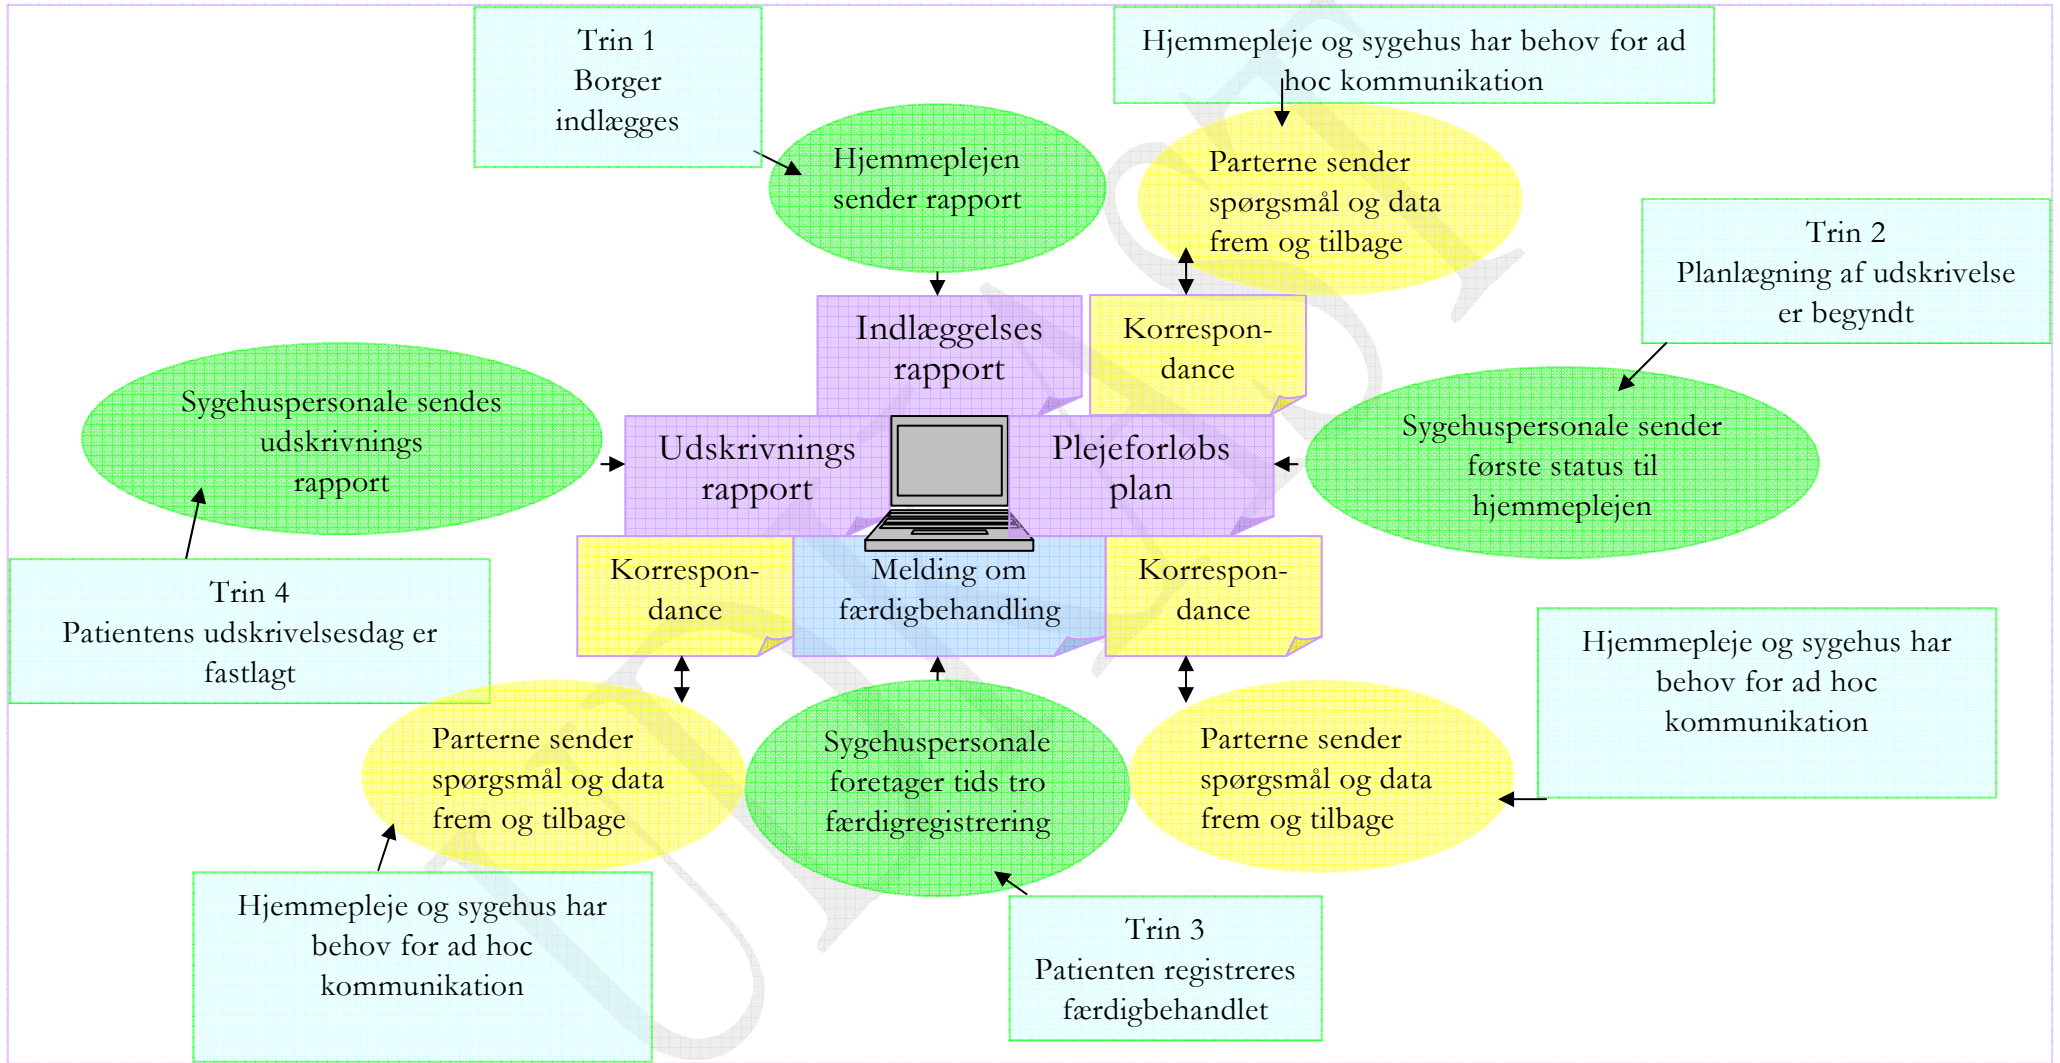 Trin 1
Borger
indlægges
Hjemmepleje og sygehus har behov for ad
hoc kommunikation
Hjemmeplejen
sender rapport
Parterne sender
spørgsmål og data
frem og tilbage
Trin 2
Planlægning af udskrivelse
er begyndt
Indlæggelses
rapport
Korrespon-
dance
Sygehuspersonale sendes
udskrivnings
rapport
Udskrivnings
rapport
Plejeforløbs
plan
Sygehuspersonale sender
første status til
hjemmeplejen
Trin 4
Patientens udskrivelsesdag er
fastlagt
Korrespon-
dance
Melding om
færdigbehandling
Korrespon-
dance
Hjemmepleje og sygehus har
behov for ad hoc
kommunikation
Parterne sender
spørgsmål og data
frem og tilbage
Sygehuspersonale
foretager tids tro
færdigregistrering
Parterne sender
spørgsmål og data
frem og tilbage
Hjemmepleje og sygehus har
behov for ad hoc
kommunikation
Trin 3
Patienten registreres
færdigbehandlet
UDKAST